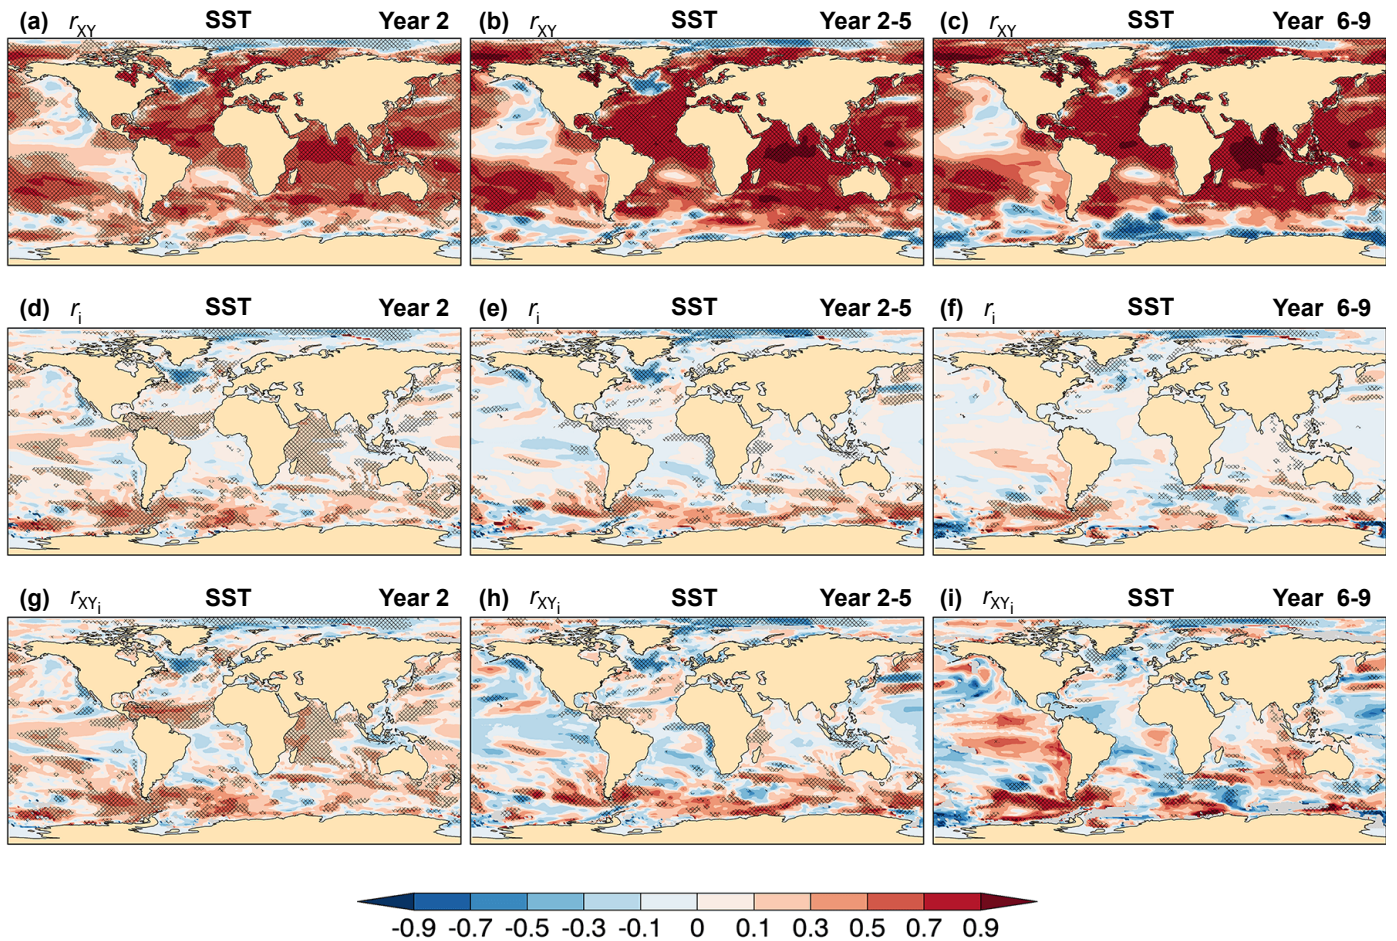 (a) rXY SST Year 2
(b) rXY SST Year 2-5
(c) rXY SST Year 6-9
(d) ri SST Year 2
(e) ri SST Year 2-5
(f) ri SST Year 6-9
(g) rXYi SST Year 2
(h) rXYi SST Year 2-5
(i) rXYi SST Year 6-9
-0.9 -0.7 -0.5 -0.3 -0.1 0 0.1 0.3 0.5 0.7 0.9